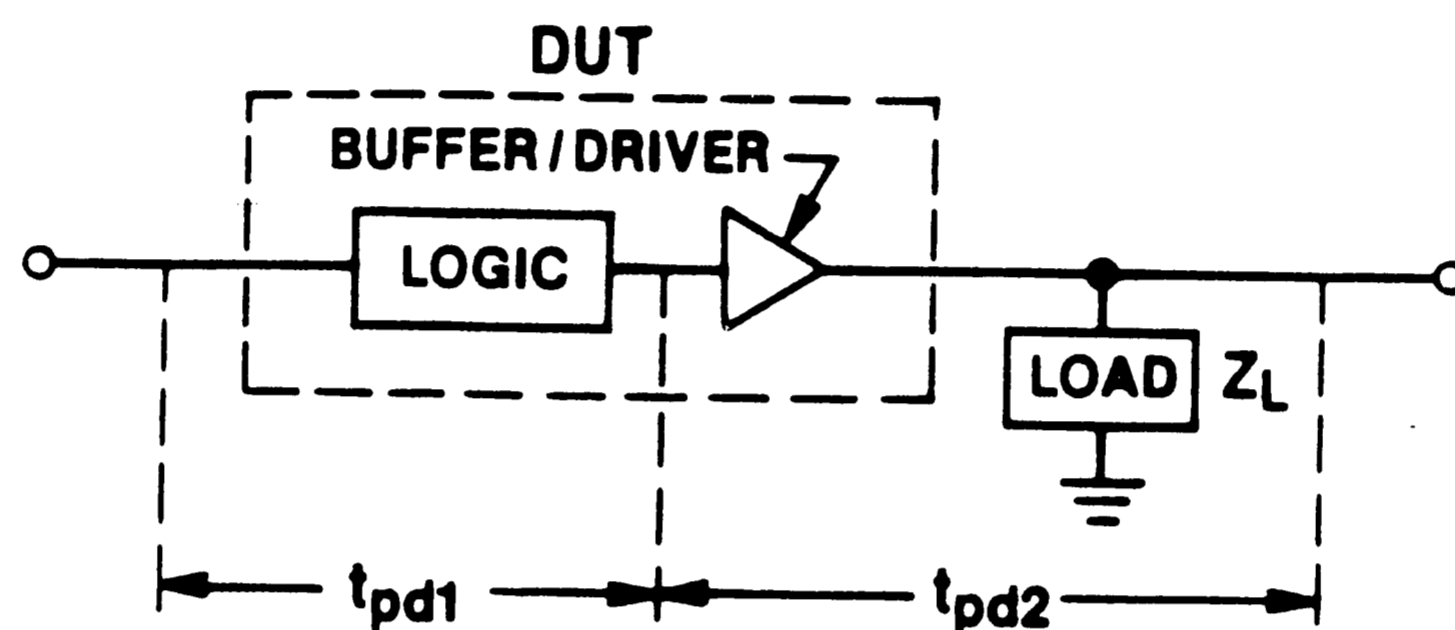 DUT
BUFFER/DRIVER
LOGIC
LOAD Z_L
t_pd1 t_pd2